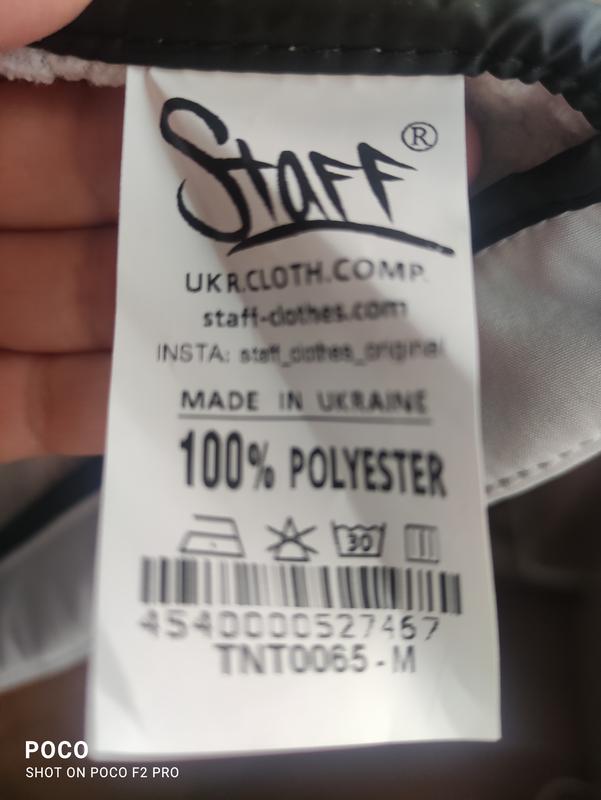 Staff®
UKR.CLOTH.COMP.
staff-clothes.com
INSTA: staff_clothes_original
MADE IN UKRAINE
100% POLYESTER
30
4540000527467
TNT0065-M
POCO
SHOT ON POCO F2 PRO